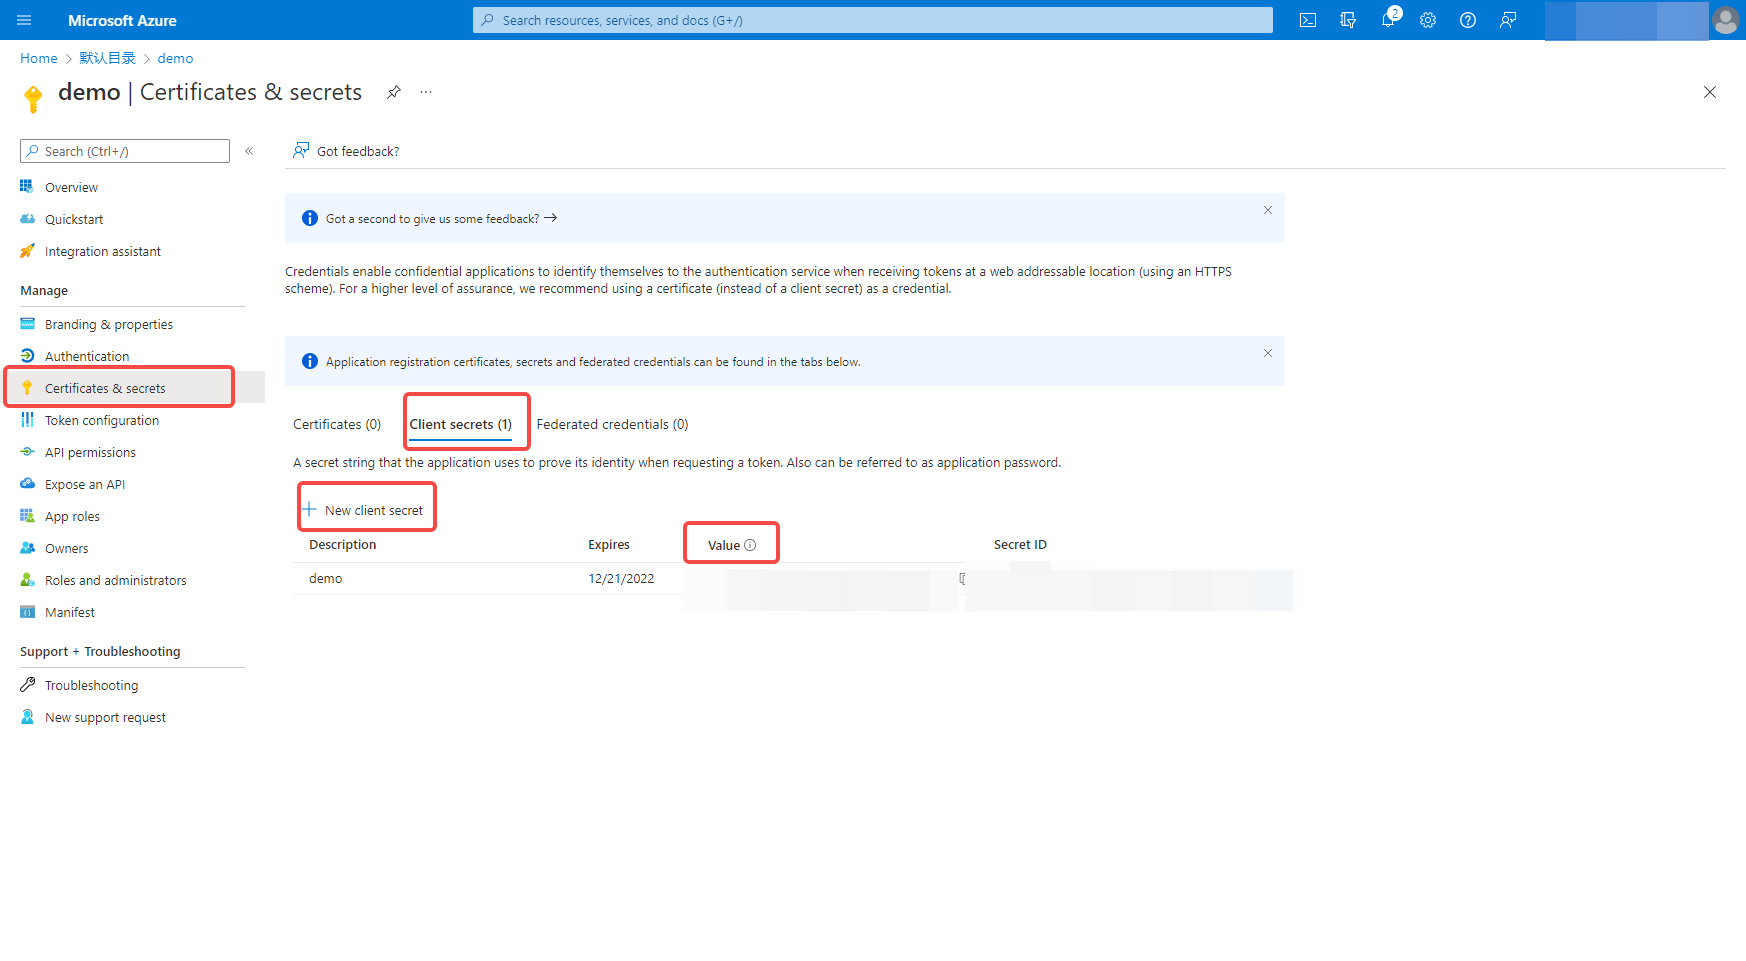 Microsoft Azure
Search resources, services, and docs (G+/)
2
Home > 默认目录 > demo
demo | Certificates & secrets
Search (Ctrl+/)
Overview
Quickstart
Integration assistant
Manage
Branding & properties
Authentication
Certificates & secrets
Token configuration
API permissions
Expose an API
App roles
Owners
Roles and administrators
Manifest
Support + Troubleshooting
Troubleshooting
New support request
Got feedback?
Got a second to give us some feedback? →
Credentials enable confidential applications to identify themselves to the authentication service when receiving tokens at a web addressable location (using an HTTPS
scheme). For a higher level of assurance, we recommend using a certificate (instead of a client secret) as a credential.
Application registration certificates, secrets and federated credentials can be found in the tabs below.
Certificates (0) Client secrets (1) Federated credentials (0)
A secret string that the application uses to prove its identity when requesting a token. Also can be referred to as application password.
New client secret
Description Expires Value Secret ID
demo 12/21/2022